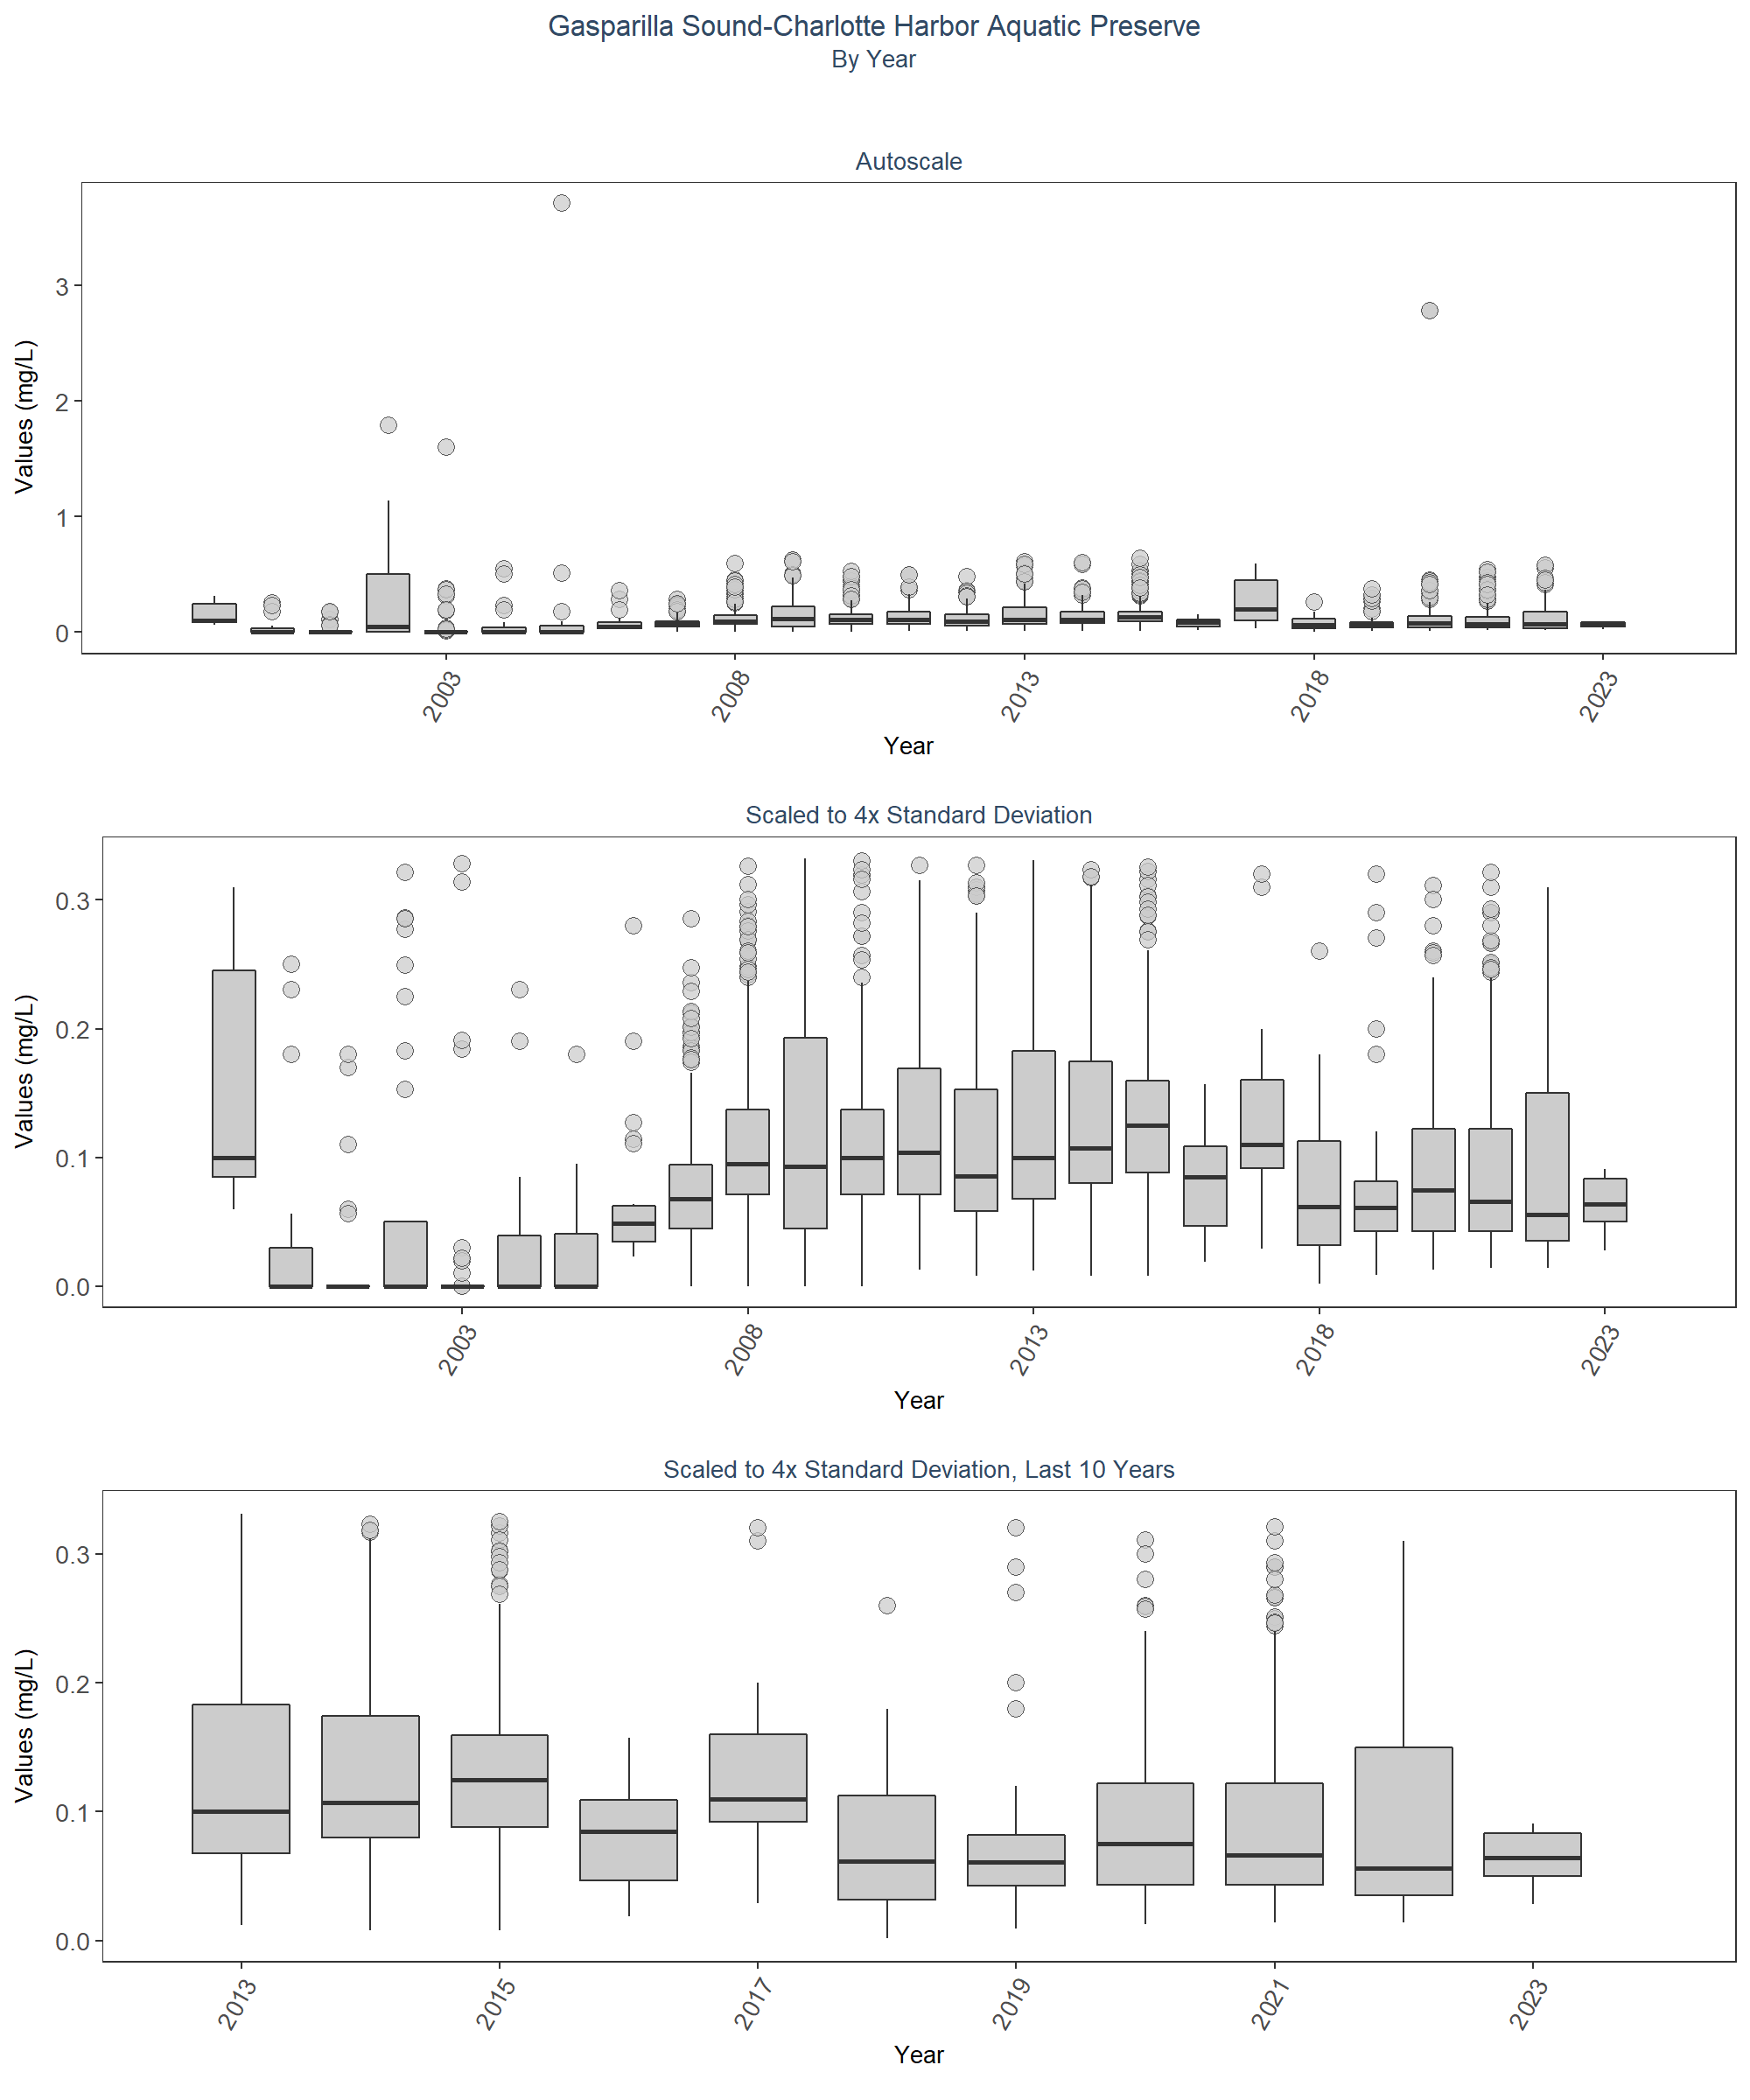 Gasparilla Sound-Charlotte Harbor Aquatic Preserve
By Year
Autoscale
Values (mg/L)
3
2
1
0
2003
2008
2013
2018
2023
Year
Scaled to 4x Standard Deviation
Values (mg/L)
0.3
0.2
0.1
0.0
2003
2008
2013
2018
2023
Year
Scaled to 4x Standard Deviation, Last 10 Years
Values (mg/L)
0.3
0.2
0.1
0.0
2013
2015
2017
2019
2021
2023
Year